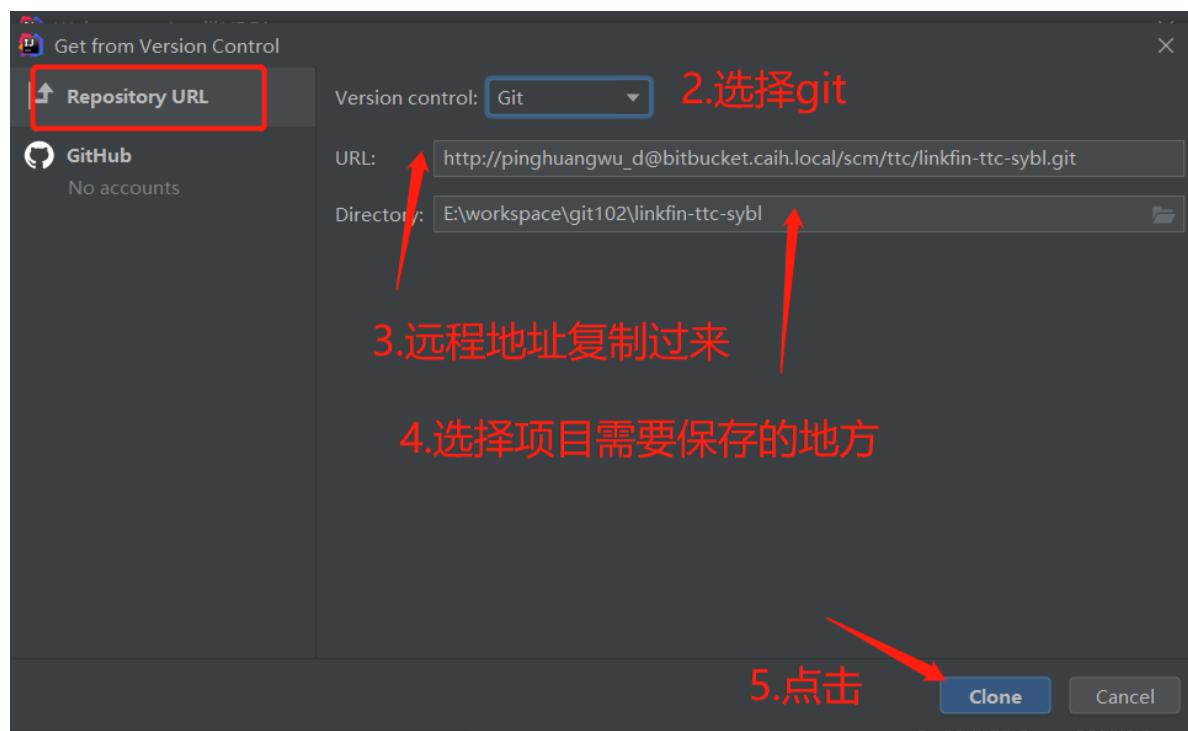 Get from Version Control
Repository URL
Version control: Git
2.选择git
GitHub
No accounts
URL: http://pinghuangwu_d@bitbucket.caih.local/scm/ttc/linkfin-ttc-sybl.git
Directory: E:\workspace\git102\linkfin-ttc-sybl
3.远程地址复制过来
4.选择项目需要保存的地方
5.点击
Clone
Cancel